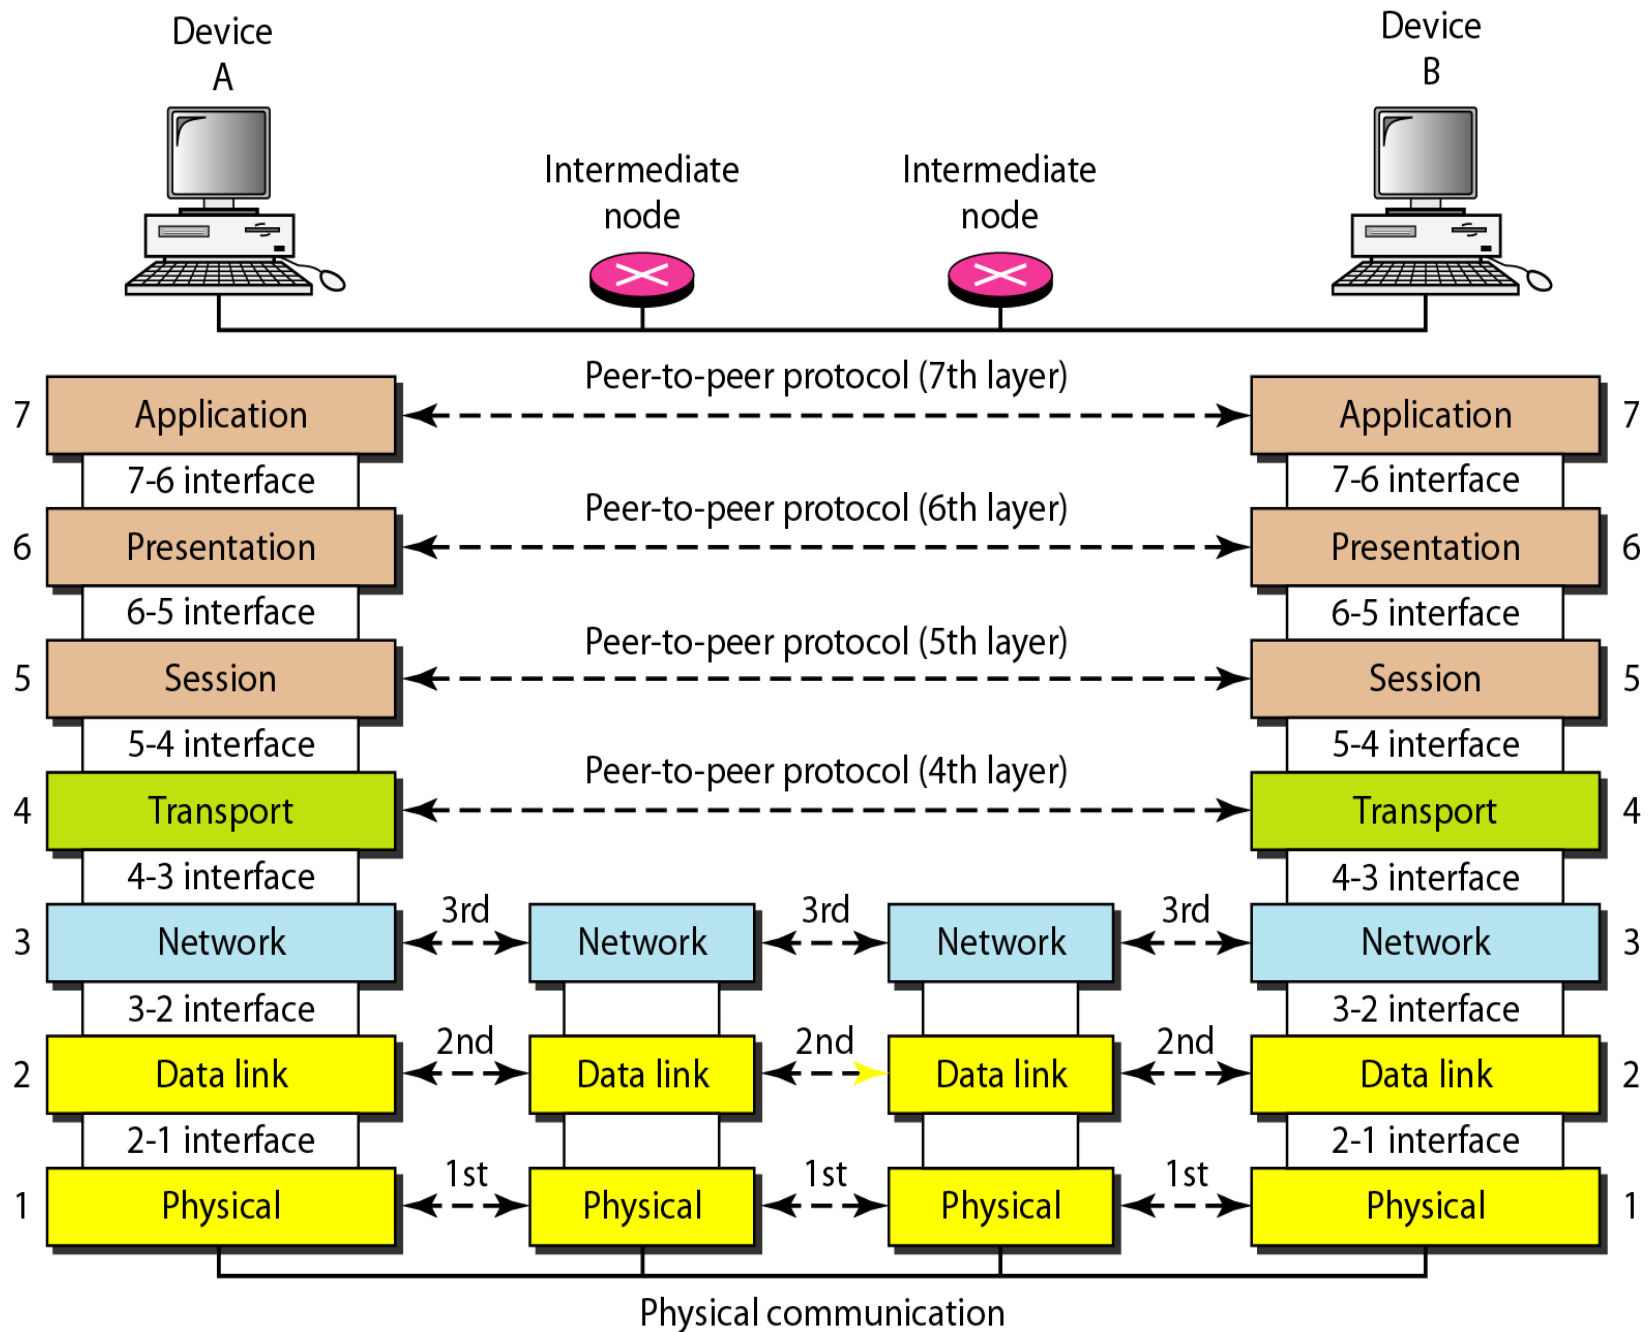 Device
A
Device
B
Intermediate
node
Intermediate
node
Peer-to-peer protocol (7th layer)
7 Application Application 7
7-6 interface 7-6 interface
Peer-to-peer protocol (6th layer)
6 Presentation Presentation 6
6-5 interface 6-5 interface
Peer-to-peer protocol (5th layer)
5 Session Session 5
5-4 interface 5-4 interface
Peer-to-peer protocol (4th layer)
4 Transport Transport 4
4-3 interface 4-3 interface
3rd 3rd 3rd
3 Network Network Network Network 3
3-2 interface 3-2 interface
2nd 2nd 2nd
2 Data link Data link Data link Data link 2
2-1 interface 2-1 interface
1st 1st 1st
1 Physical Physical Physical Physical 1
Physical communication